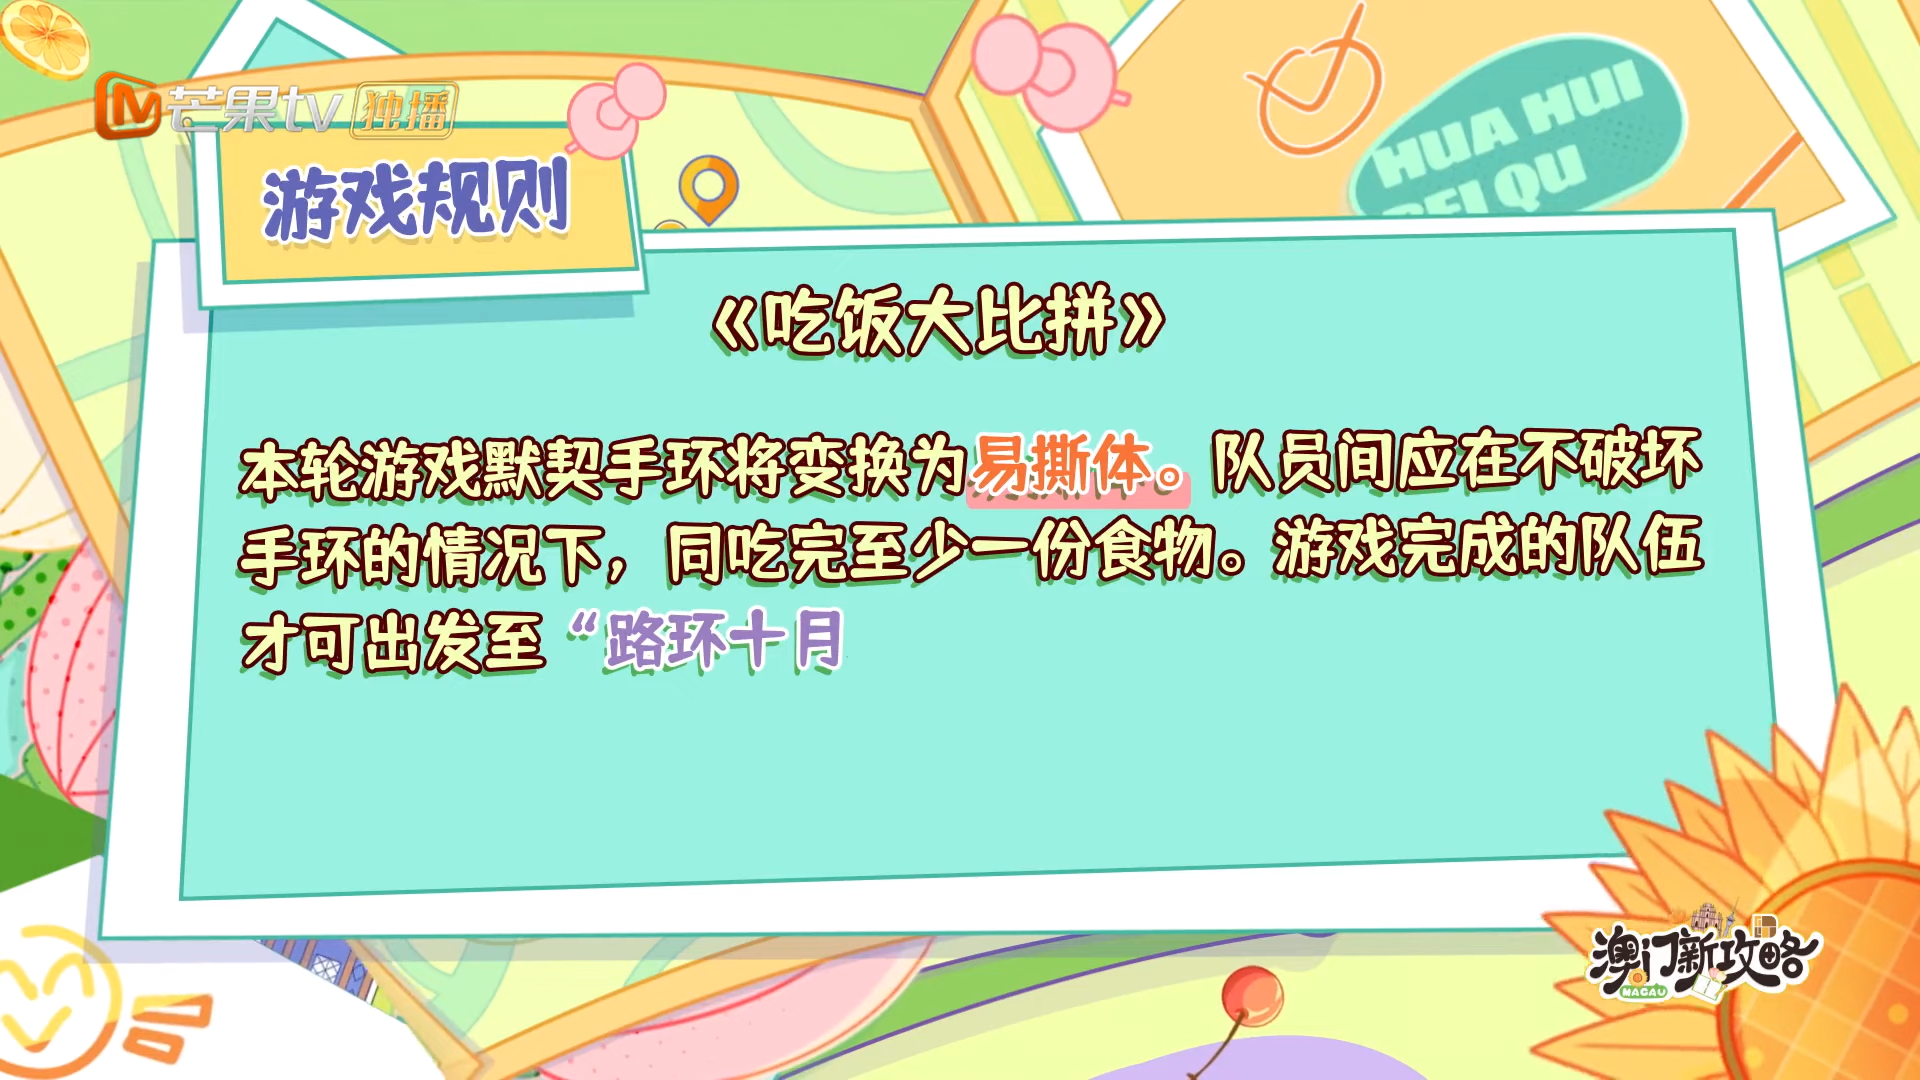 芒果tv 独播
HUA HUI
BEI QU
游戏规则
《吃饭大比拼》
本轮游戏默契手环将变换为易撕体。队员间应在不破坏
手环的情况下，同吃完至少一份食物。游戏完成的队伍
才可出发至“路环十月
澳门新攻略
MACAU